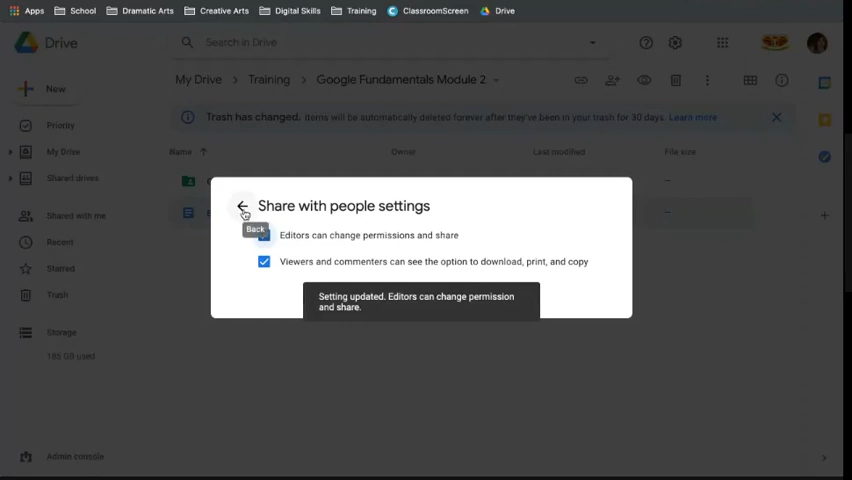 Apps School Dramatic Arts Creative Arts Digital Skills Training ClassroomScreen Drive
Drive Search in Drive
New My Drive Training Google Fundamentals Module 2
Trash has changed. Items will be automatically deleted forever after they've been in your trash for 30 days. Learn more
Priority
My Drive
Shared drives
Shared with me
Recent
Starred
Trash
Storage
Admin console
Name Owner Last modified File size
Share with people settings
Back
Editors can change permissions and share
Viewers and commenters can see the option to download, print, and copy
Setting updated. Editors can change permission
and share.